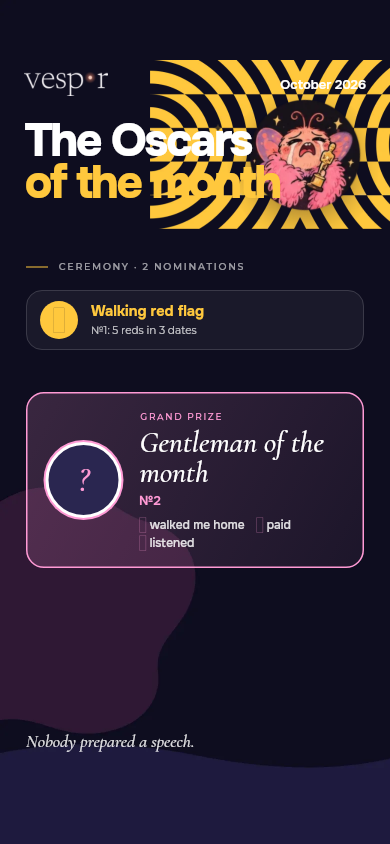 vespr
October 2026
The Oscars
of the month
CEREMONY · 2 NOMINATIONS
Walking red flag
№1: 5 reds in 3 dates
GRAND PRIZE
?
Gentleman of the
month
№2
walked me home paid
listened
Nobody prepared a speech.